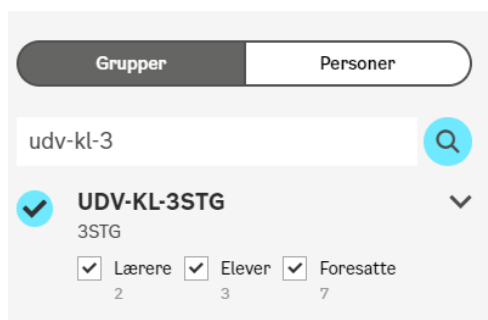 Grupper Personer
udv-kl-3
UDV-KL-3STG
3STG
Lærere Elever Foresatte
2 3 7